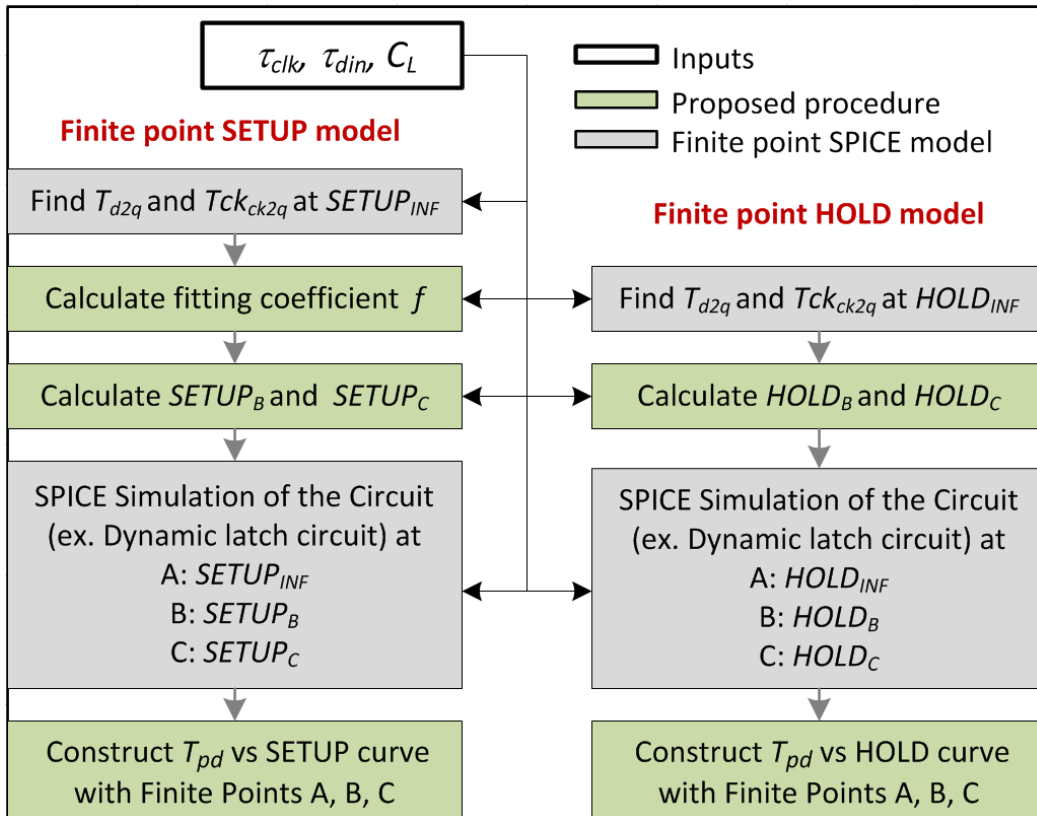 τclk, τdin, CL
Inputs
Proposed procedure
Finite point SPICE model
Finite point SETUP model
Find Td2q and Tckck2q at SETUPINF
Calculate fitting coefficient f
Calculate SETUPB and SETUPC
SPICE Simulation of the Circuit
(ex. Dynamic latch circuit) at
A: SETUPINF
B: SETUPB
C: SETUPC
Construct Tpd vs SETUP curve
with Finite Points A, B, C
Finite point HOLD model
Find Td2q and Tckck2q at HOLDINF
Calculate HOLDB and HOLDC
SPICE Simulation of the Circuit
(ex. Dynamic latch circuit) at
A: HOLDINF
B: HOLDB
C: HOLDC
Construct Tpd vs HOLD curve
with Finite Points A, B, C